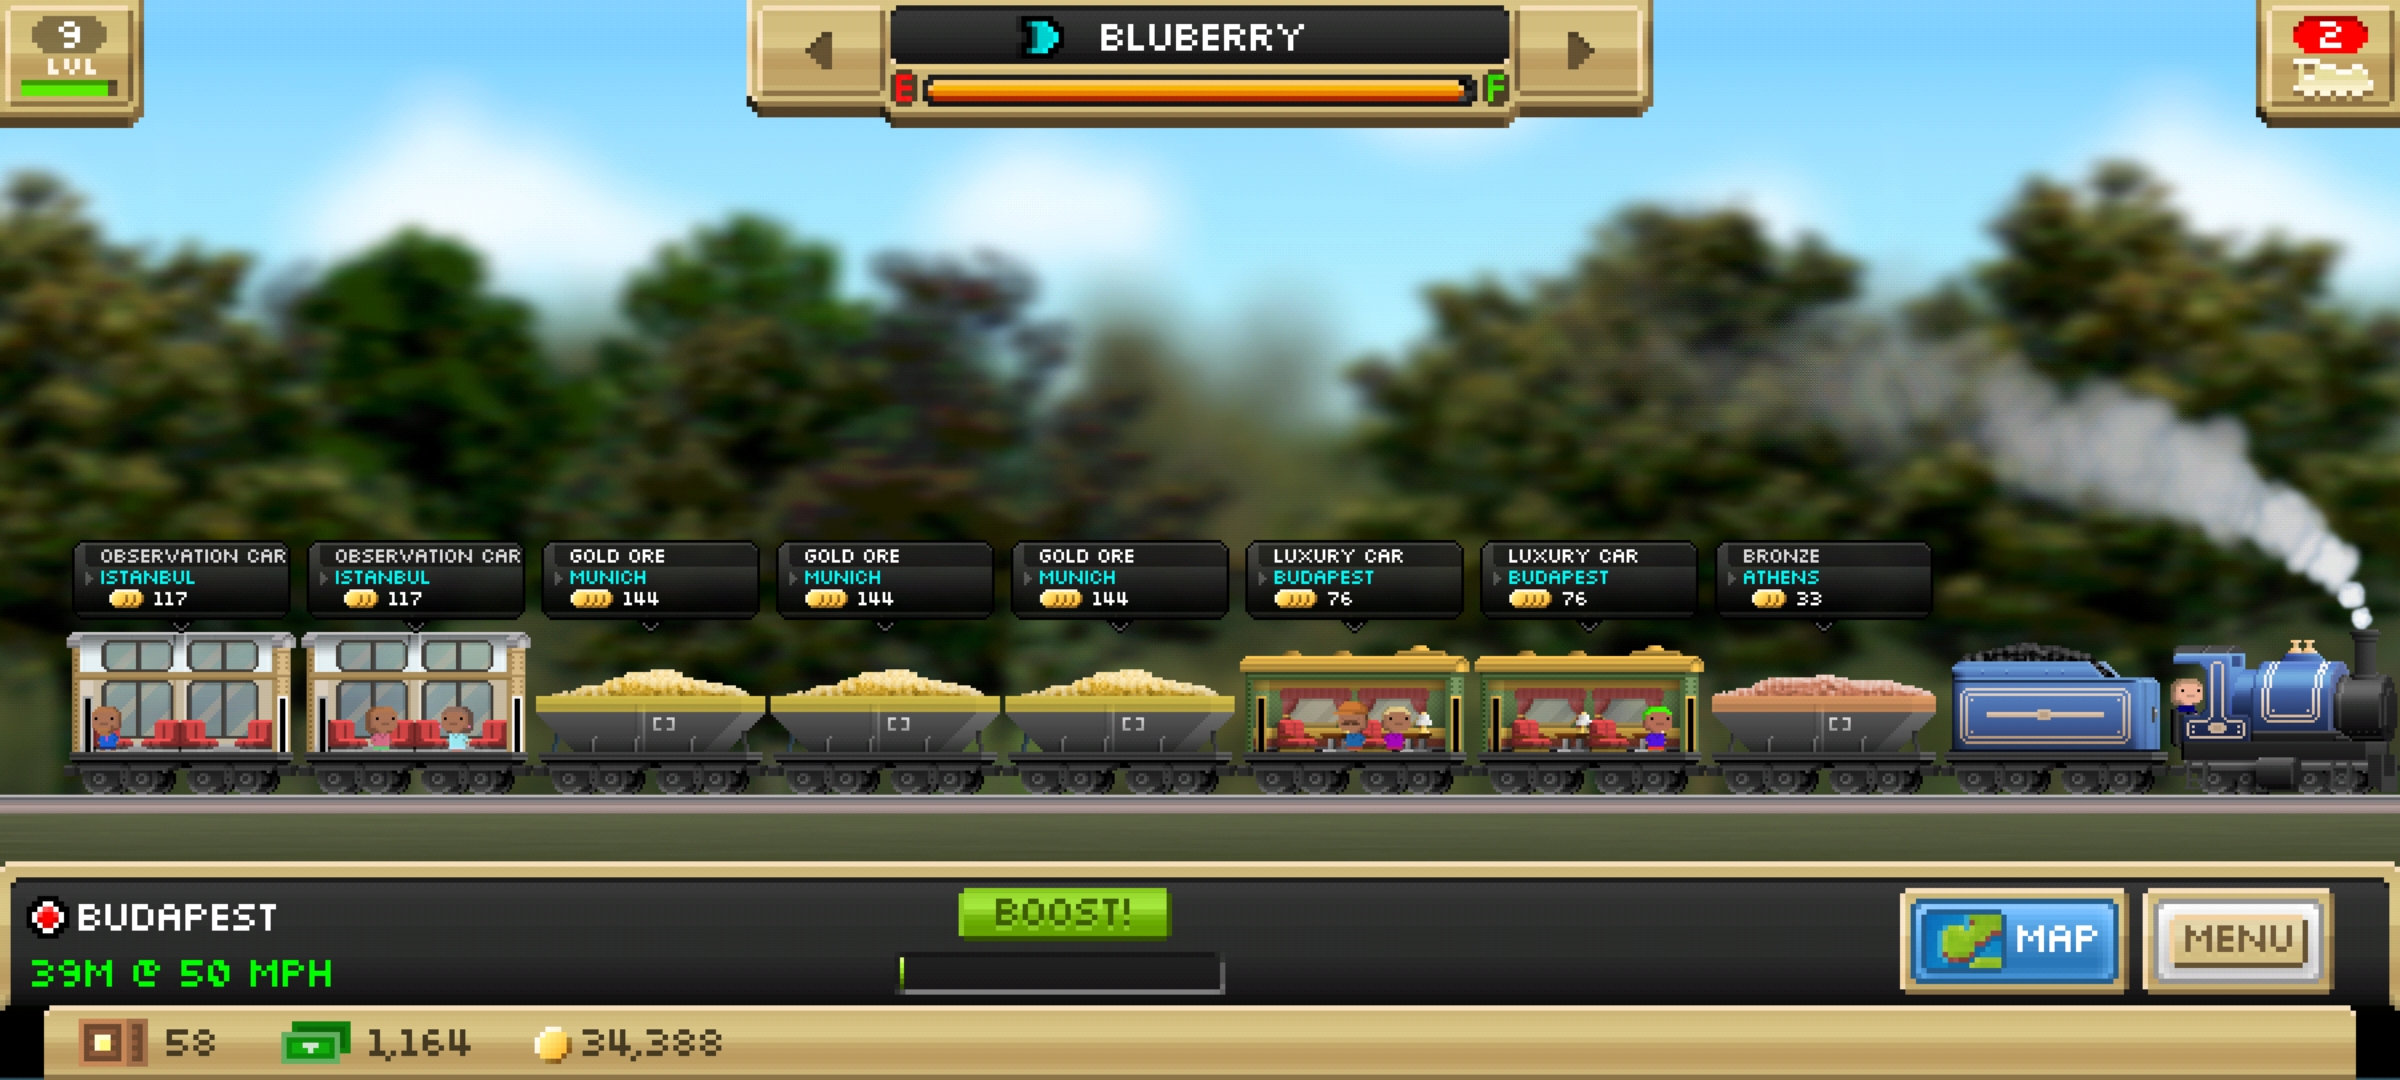 9
LVL
BLUBERRY
E
F
2
OBSERVATION CAR
ISTANBUL
117
OBSERVATION CAR
ISTANBUL
117
GOLD ORE
MUNICH
144
GOLD ORE
MUNICH
144
GOLD ORE
MUNICH
144
LUXURY CAR
BUDAPEST
76
LUXURY CAR
BUDAPEST
76
BRONZE
ATHENS
33
BUDAPEST
39M @ 50 MPH
BOOST!
MAP
MENU
58
1,164
34,388